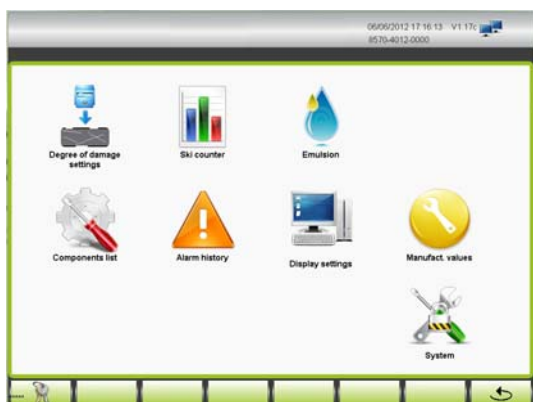 06/06/2012 17:16:13 V1.17c
8570-4012-0000
Degree of damage
settings
Ski counter
Emulsion
Components list
Alarm history
Display settings
Manufact. values
System